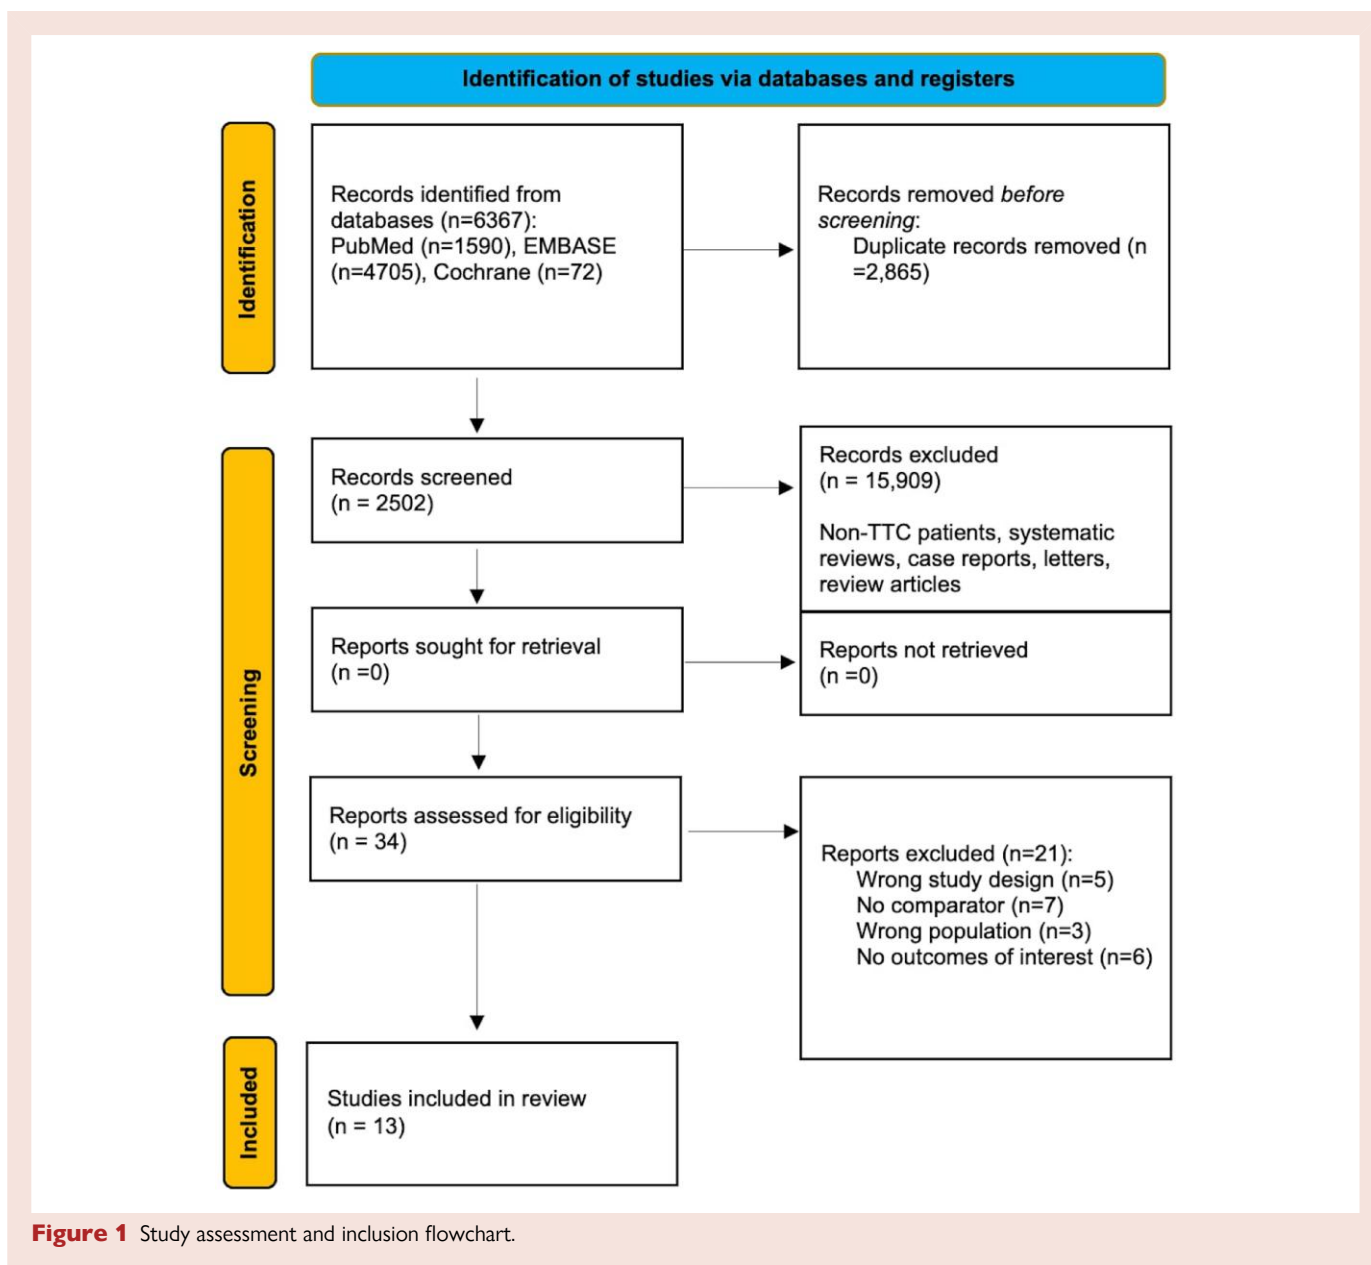 Identification of studies via databases and registers
Identification
Records identified from
databases (n=6367):
PubMed (n=1590), EMBASE
(n=4705), Cochrane (n=72)
Records removed before
screening:
Duplicate records removed (n
=2,865)
Screening
Records screened
(n = 2502)
Records excluded
(n = 15,909)
Non-TTC patients, systematic
reviews, case reports, letters,
review articles
Reports sought for retrieval
(n =0)
Reports not retrieved
(n =0)
Reports assessed for eligibility
(n = 34)
Reports excluded (n=21):
Wrong study design (n=5)
No comparator (n=7)
Wrong population (n=3)
No outcomes of interest (n=6)
Included
Studies included in review
(n = 13)
Figure 1 Study assessment and inclusion flowchart.